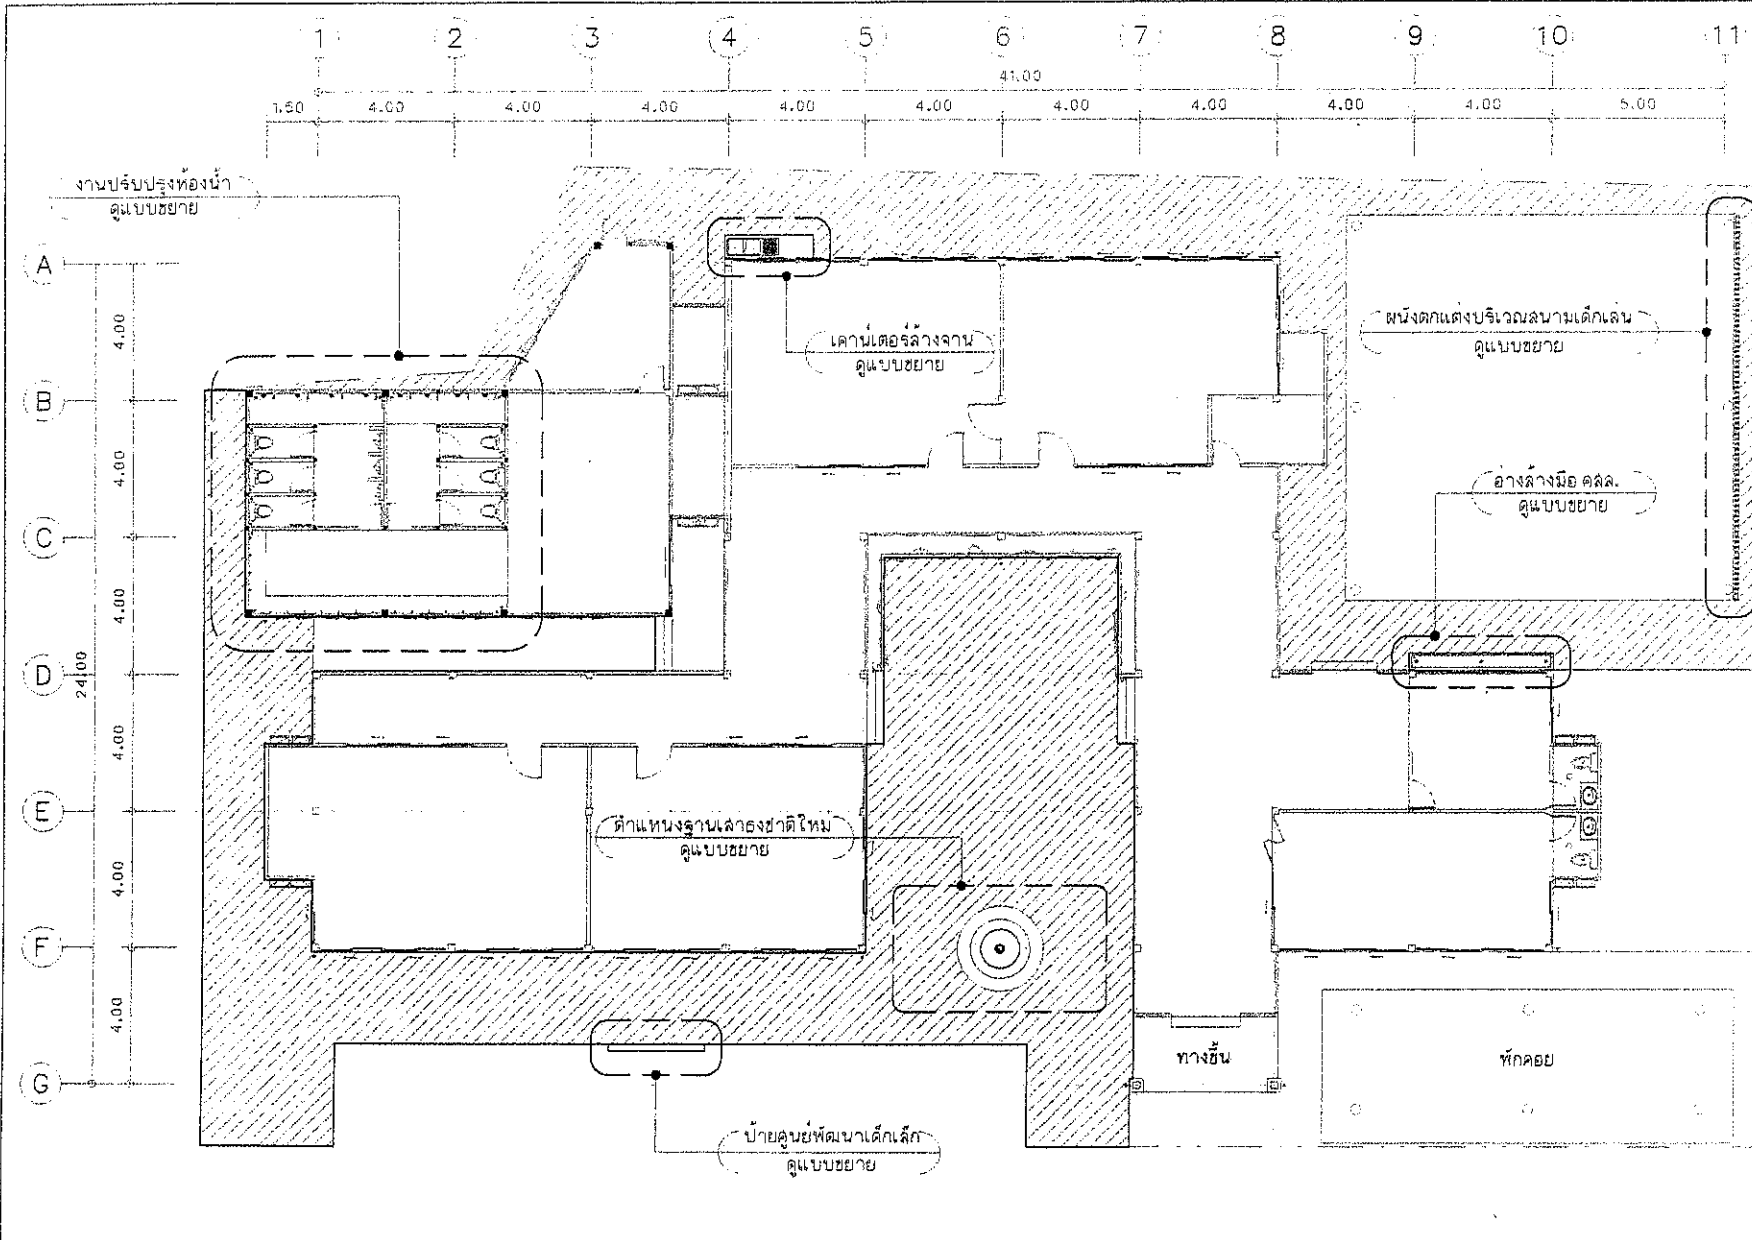 1 2 3 4 5 6 7 8 9 10 11
41.00
1.50 4.00 4.00 4.00 4.00 4.00 4.00 4.00 4.00 4.00 5.00
งานปรับปรุงห้องน้ำ
ดูแบบขยาย
A
4.00
เคาน์เตอร์ล้างจาน
ดูแบบขยาย
ผนังตกแต่งบริเวณสนามเด็กเล่น
ดูแบบขยาย
B
4.00
อ่างล้างมือ คสล.
ดูแบบขยาย
C
4.00
D
24.00
4.00
E
ตำแหน่งฐานเสาธงชาติใหม่
ดูแบบขยาย
4.00
F
4.00
G
ทางขึ้น
พักคอย
ป้ายศูนย์พัฒนาเด็กเล็ก
ดูแบบขยาย